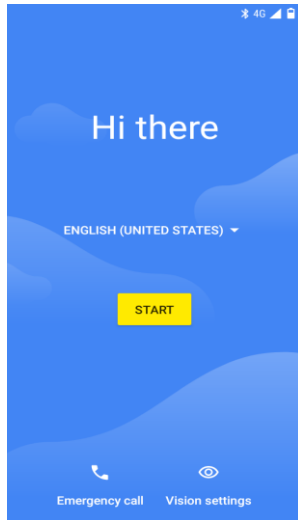 4G
Hi there
ENGLISH (UNITED STATES)
START
Emergency call Vision settings